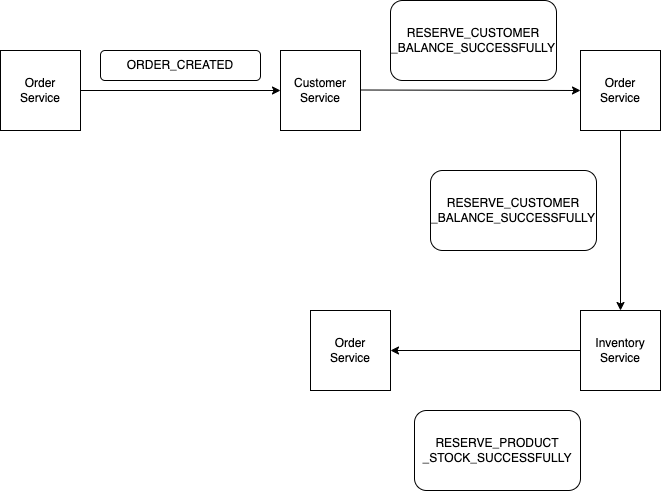 RESERVE_CUSTOMER
_BALANCE_SUCCESSFULLY
ORDER_CREATED
Order
Service
Customer
Service
Order
Service
RESERVE_CUSTOMER
_BALANCE_SUCCESSFULLY
Order
Service
Inventory
Service
RESERVE_PRODUCT
_STOCK_SUCCESSFULLY